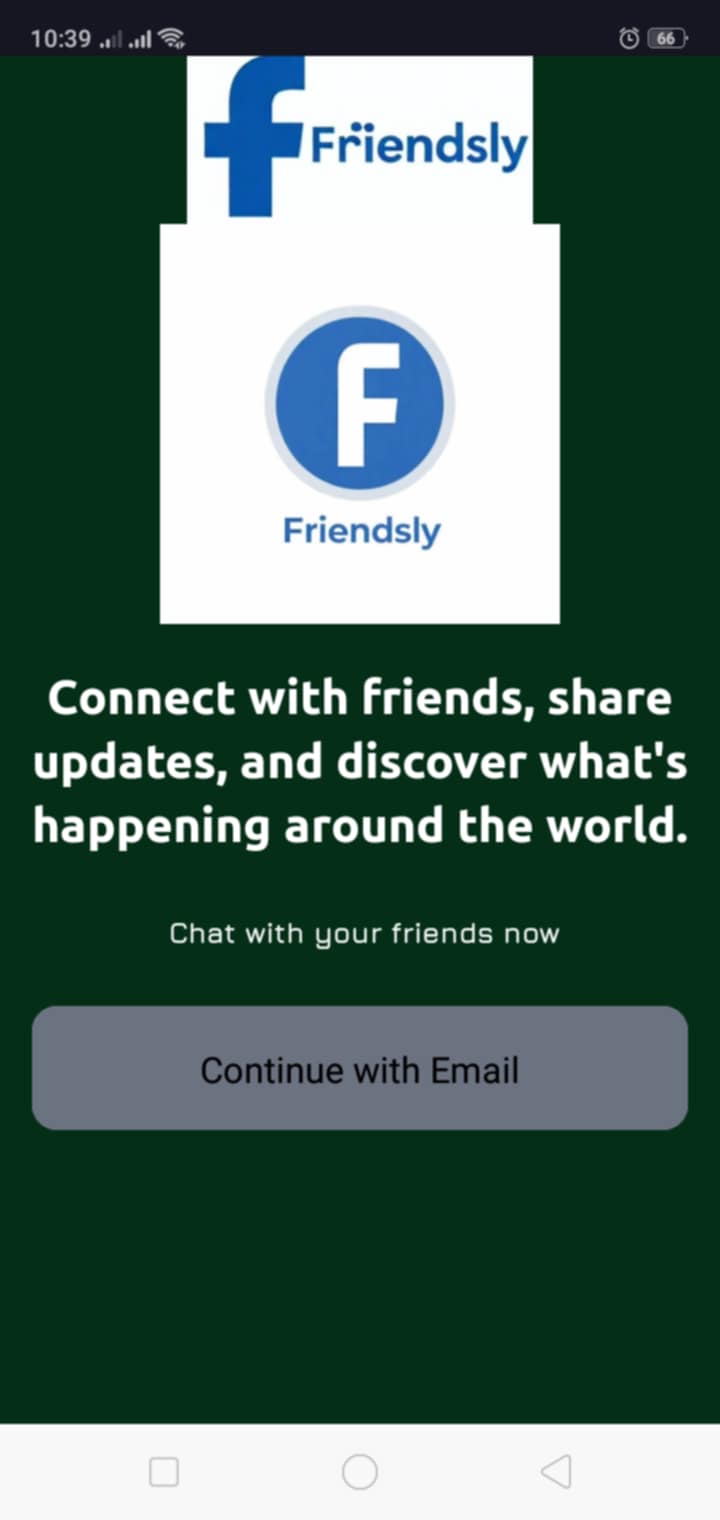 10:39
66
f Frïendsly
F
Friendsly
Connect with friends, share
updates, and discover what's
happening around the world.
Chat with your friends now
Continue with Email